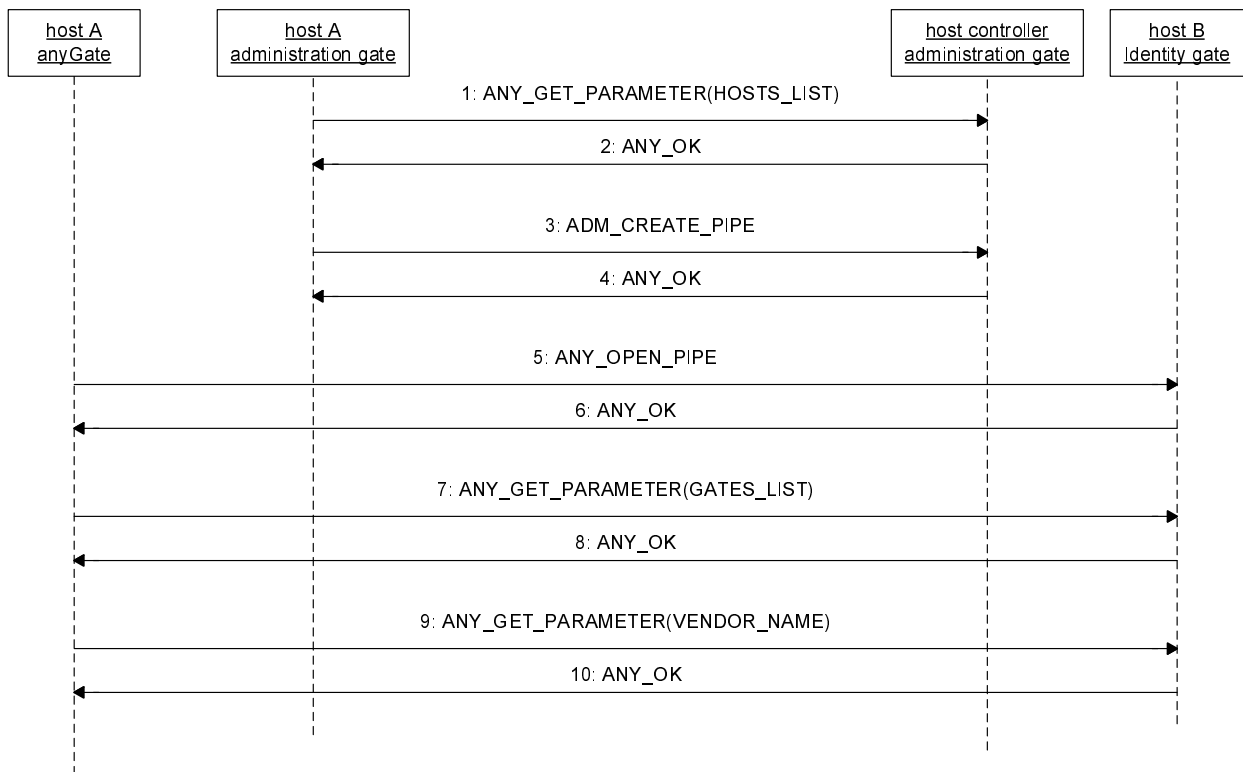 host A
anyGate
host A
administration gate
host controller
administration gate
host B
Identity gate
1: ANY_GET_PARAMETER(HOSTS_LIST)
2: ANY_OK
3: ADM_CREATE_PIPE
4: ANY_OK
5: ANY_OPEN_PIPE
6: ANY_OK
7: ANY_GET_PARAMETER(GATES_LIST)
8: ANY_OK
9: ANY_GET_PARAMETER(VENDOR_NAME)
10: ANY_OK